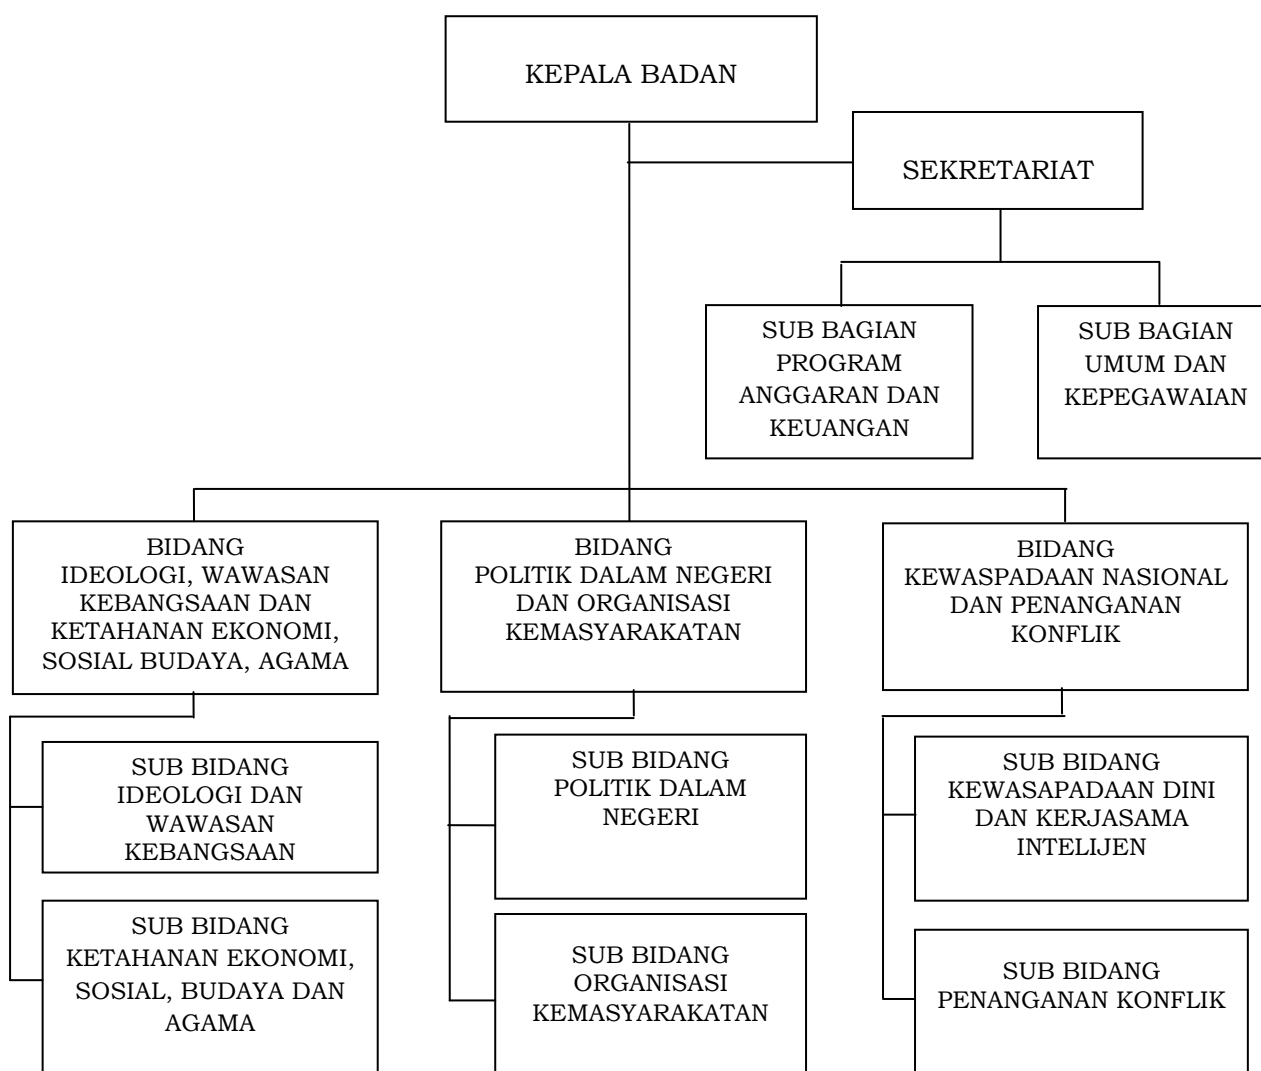 KEPALA BADAN
SEKRETARIAT
SUB BAGIAN
PROGRAM
ANGGARAN DAN
KEUANGAN
SUB BAGIAN
UMUM DAN
KEPEGAWAIAN
BIDANG
IDEOLOGI, WAWASAN
KEBANGSAAN DAN
KETAHANAN EKONOMI,
SOSIAL BUDAYA, AGAMA
BIDANG
POLITIK DALAM NEGERI
DAN ORGANISASI
KEMASYARAKATAN
BIDANG
KEWASPADAAN NASIONAL
DAN PENANGANAN
KONFLIK
SUB BIDANG
IDEOLOGI DAN
WAWASAN
KEBANGSAAN
SUB BIDANG
POLITIK DALAM
NEGERI
SUB BIDANG
KEWASAPADAAN DINI
DAN KERJASAMA
INTELIJEN
SUB BIDANG
KETAHANAN EKONOMI,
SOSIAL, BUDAYA DAN
AGAMA
SUB BIDANG
ORGANISASI
KEMASYARAKATAN
SUB BIDANG
PENANGANAN KONFLIK